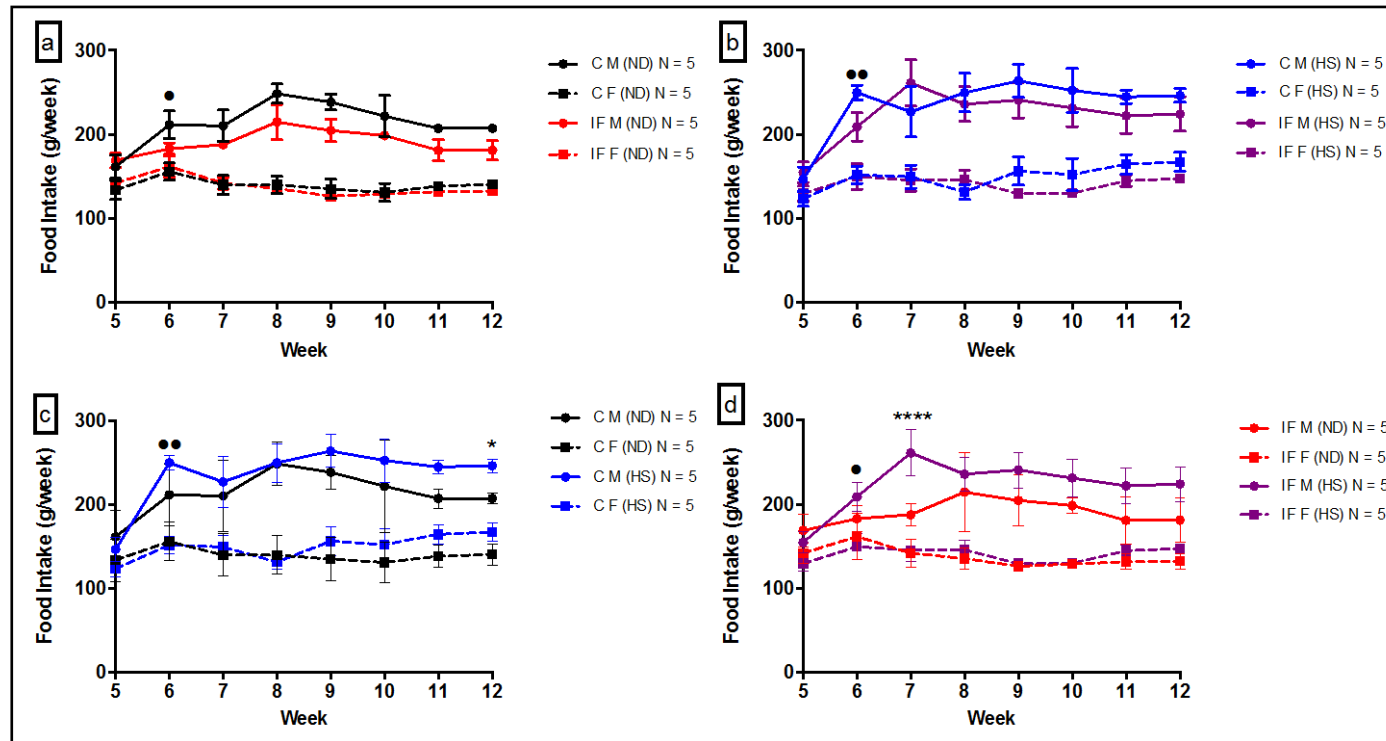 a
300
200
100
0
Food Intake (g/week)
5 6 7 8 9 10 11 12
Week
C M (ND) N = 5
C F (ND) N = 5
IF M (ND) N = 5
IF F (ND) N = 5
b
300
200
100
0
Food Intake (g/week)
5 6 7 8 9 10 11 12
Week
C M (HS) N = 5
C F (HS) N = 5
IF M (HS) N = 5
IF F (HS) N = 5
c
300
200
100
0
Food Intake (g/week)
*
5 6 7 8 9 10 11 12
Week
C M (ND) N = 5
C F (ND) N = 5
C M (HS) N = 5
C F (HS) N = 5
d
300
200
100
0
Food Intake (g/week)
****
5 6 7 8 9 10 11 12
Week
IF M (ND) N = 5
IF F (ND) N = 5
IF M (HS) N = 5
IF F (HS) N = 5